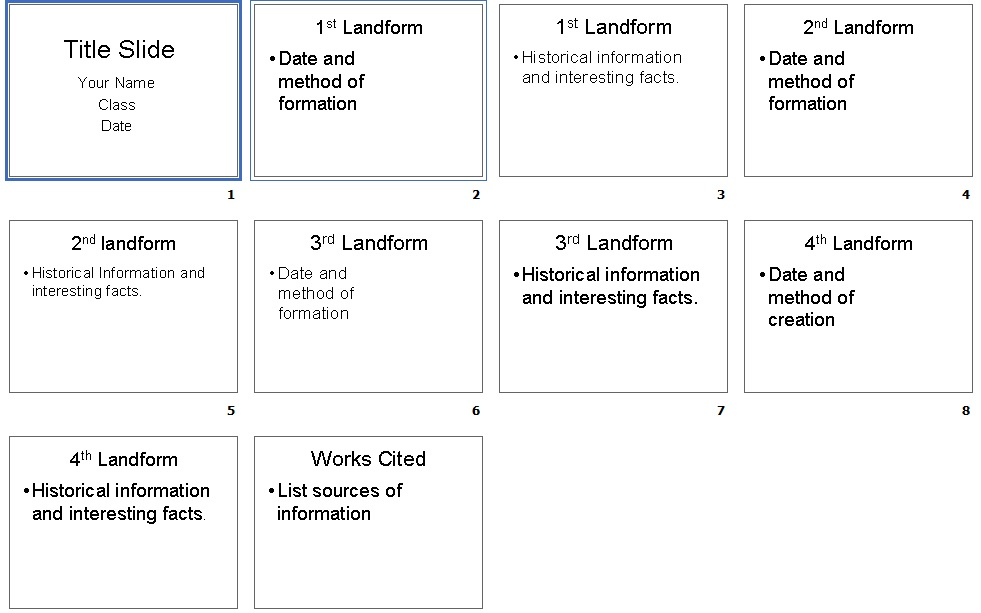 Title Slide
Your Name
Class
Date
1
1st Landform
•Date and
method of
formation
2
1st Landform
•Historical information
and interesting facts.
3
2nd Landform
•Date and
method of
formation
4
2nd landform
•Historical Information and
interesting facts.
5
3rd Landform
•Date and
method of
formation
6
3rd Landform
•Historical information
and interesting facts.
7
4th Landform
•Date and
method of
creation
8
4th Landform
•Historical information
and interesting facts.
Works Cited
•List sources of
information